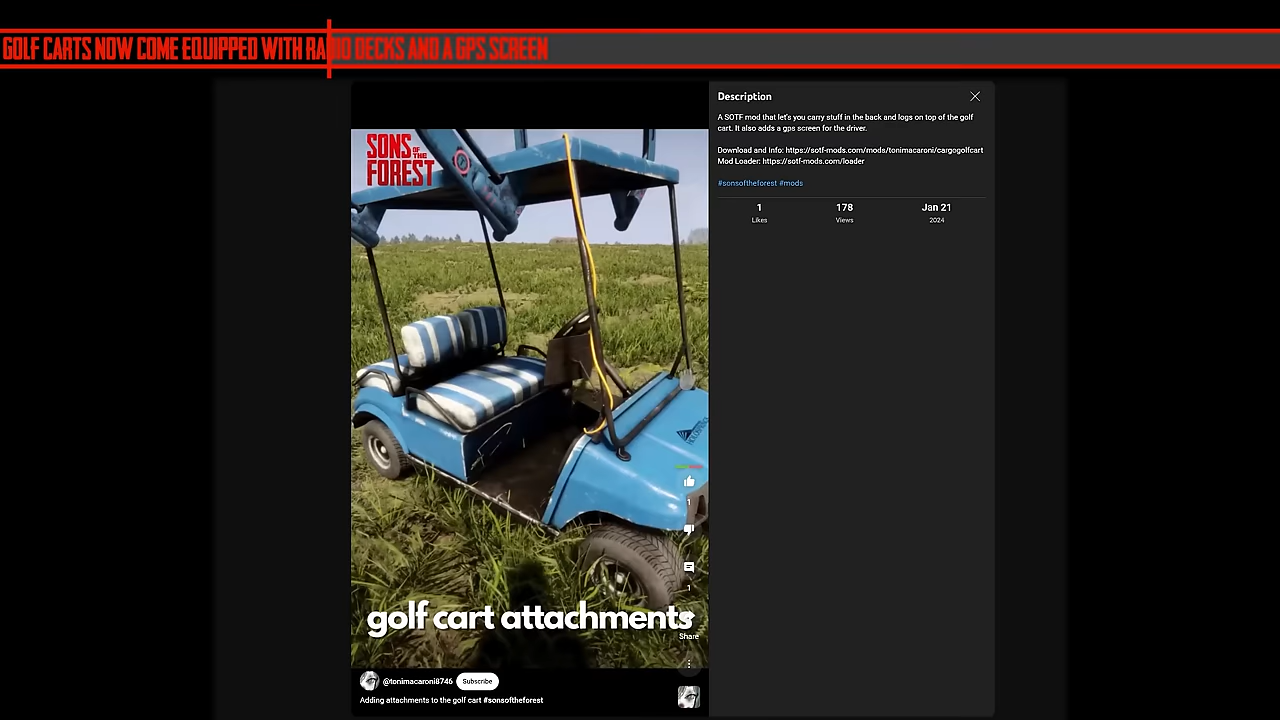 GOLF CARTS NOW COME EQUIPPED WITH RADIO DECKS AND A GPS SCREEN
Description
A SOTF mod that let's you carry stuff in the back and logs on top of the golf
cart. It also adds a gps screen for the driver.
Download and Info: https://sotf-mods.com/mods/tonimacaroni/cargogolfcart
Mod Loader: https://sotf-mods.com/loader
#sonsoftheforest #mods
1
178
Jan 21
Likes
Views
2024
SONS OF THE
FOREST
1
1
golf cart attachments
Share
@tonimacaroni8746
Subscribe
Adding attachments to the golf cart #sonsoftheforest